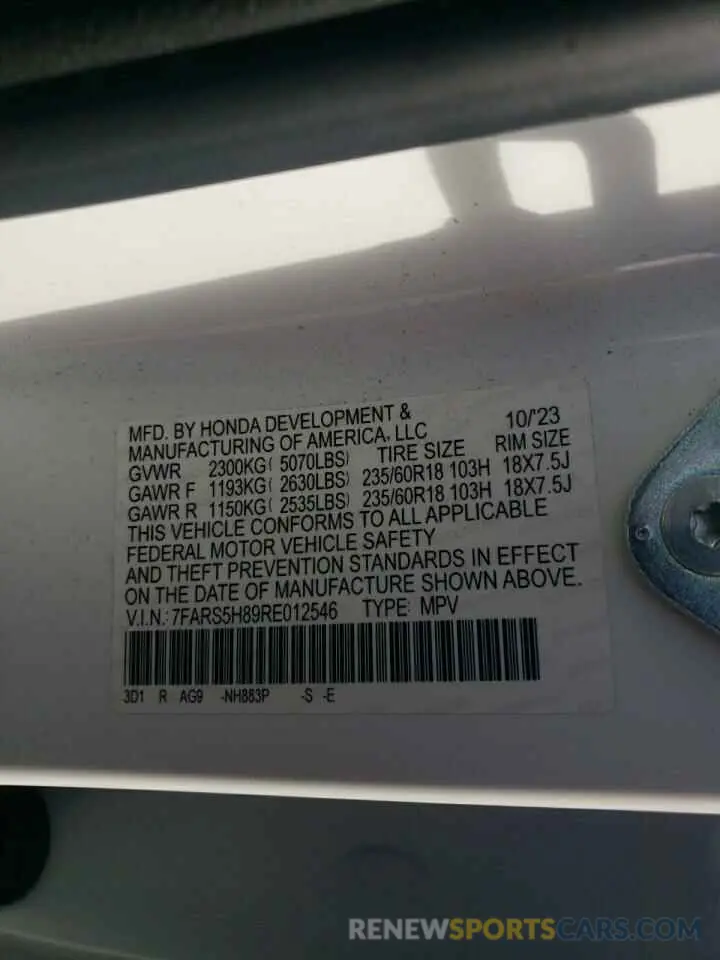 MFD. BY HONDA DEVELOPMENT & 10/'23
MANUFACTURING OF AMERICA, LLC
GVWR 2300KG( 5070LBS) TIRE SIZE RIM SIZE
GAWR F 1193KG( 2630LBS) 235/60R18 103H 18X7.5J
GAWR R 1150KG( 2535LBS) 235/60R18 103H 18X7.5J
THIS VEHICLE CONFORMS TO ALL APPLICABLE
FEDERAL MOTOR VEHICLE SAFETY
AND THEFT PREVENTION STANDARDS IN EFFECT
ON THE DATE OF MANUFACTURE SHOWN ABOVE.
V.I.N.: 7FARS5H89RE012546 TYPE: MPV
3D1 R AG9 -NH883P -S -E
RENEWSPORTSCARS.COM